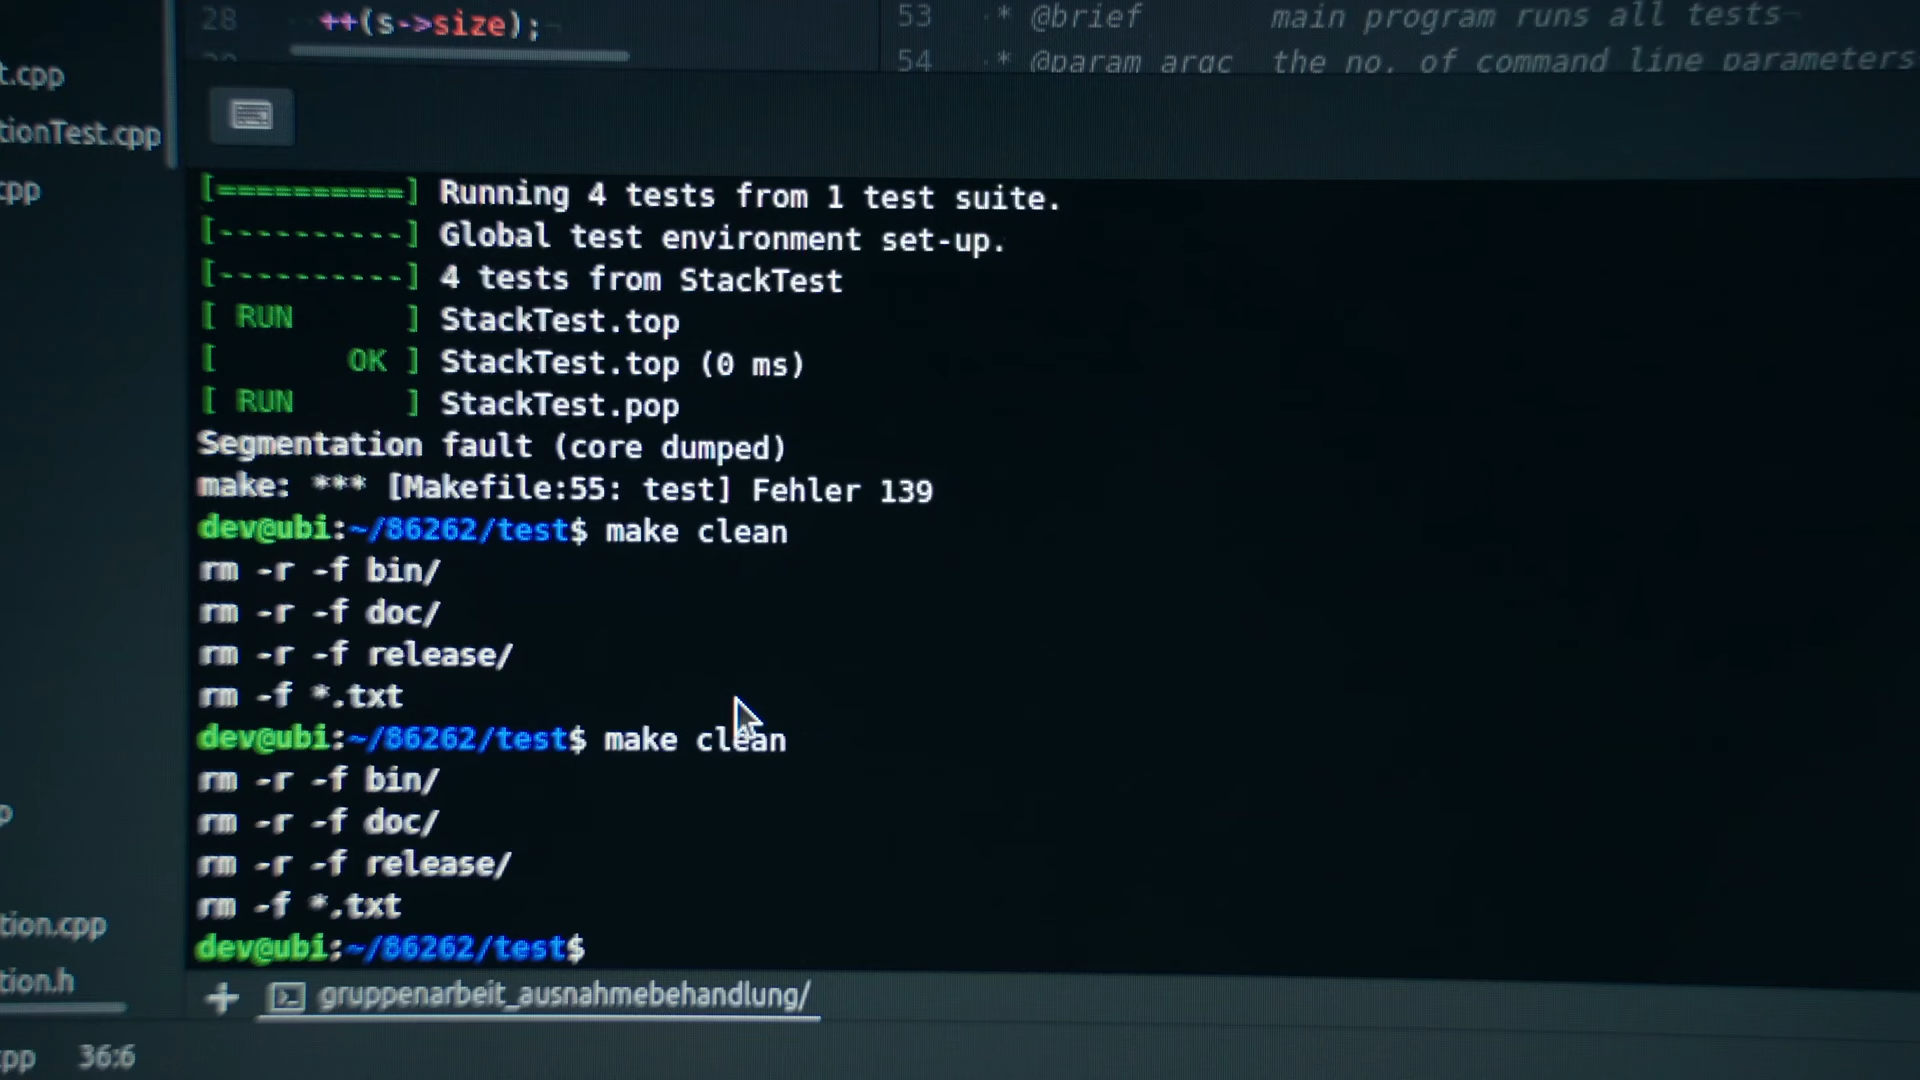 28 ++(s->size);
53 * @brief main program runs all tests
54 * @param argc the no. of command line parameters
t.cpp
tionTest.cpp
cpp
[==========] Running 4 tests from 1 test suite.
[----------] Global test environment set-up.
[----------] 4 tests from StackTest
[ RUN      ] StackTest.top
[       OK ] StackTest.top (0 ms)
[ RUN      ] StackTest.pop
Segmentation fault (core dumped)
make: *** [Makefile:55: test] Fehler 139
dev@ubi:~/86262/test$ make clean
rm -r -f bin/
rm -r -f doc/
rm -r -f release/
rm -f *.txt
dev@ubi:~/86262/test$ make clean
rm -r -f bin/
rm -r -f doc/
rm -r -f release/
rm -f *.txt
dev@ubi:~/86262/test$
p
tion.cpp
tion.h
+ gruppenarbeit_ausnahmebehandlung/
cpp 36:6